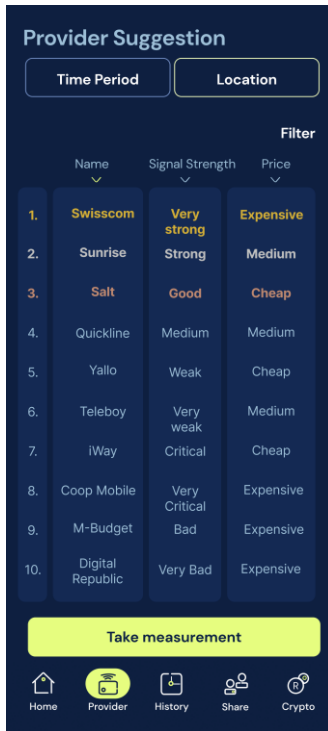 Provider Suggestion
Time Period Location
Filter
Name Signal Strength Price
1. Swisscom Very strong Expensive
2. Sunrise Strong Medium
3. Salt Good Cheap
4. Quickline Medium Medium
5. Yallo Weak Cheap
6. Teleboy Very weak Medium
7. iWay Critical Cheap
8. Coop Mobile Very Critical Expensive
9. M-Budget Bad Expensive
10. Digital Republic Very Bad Expensive
Take measurement
R
Home Provider History Share Crypto